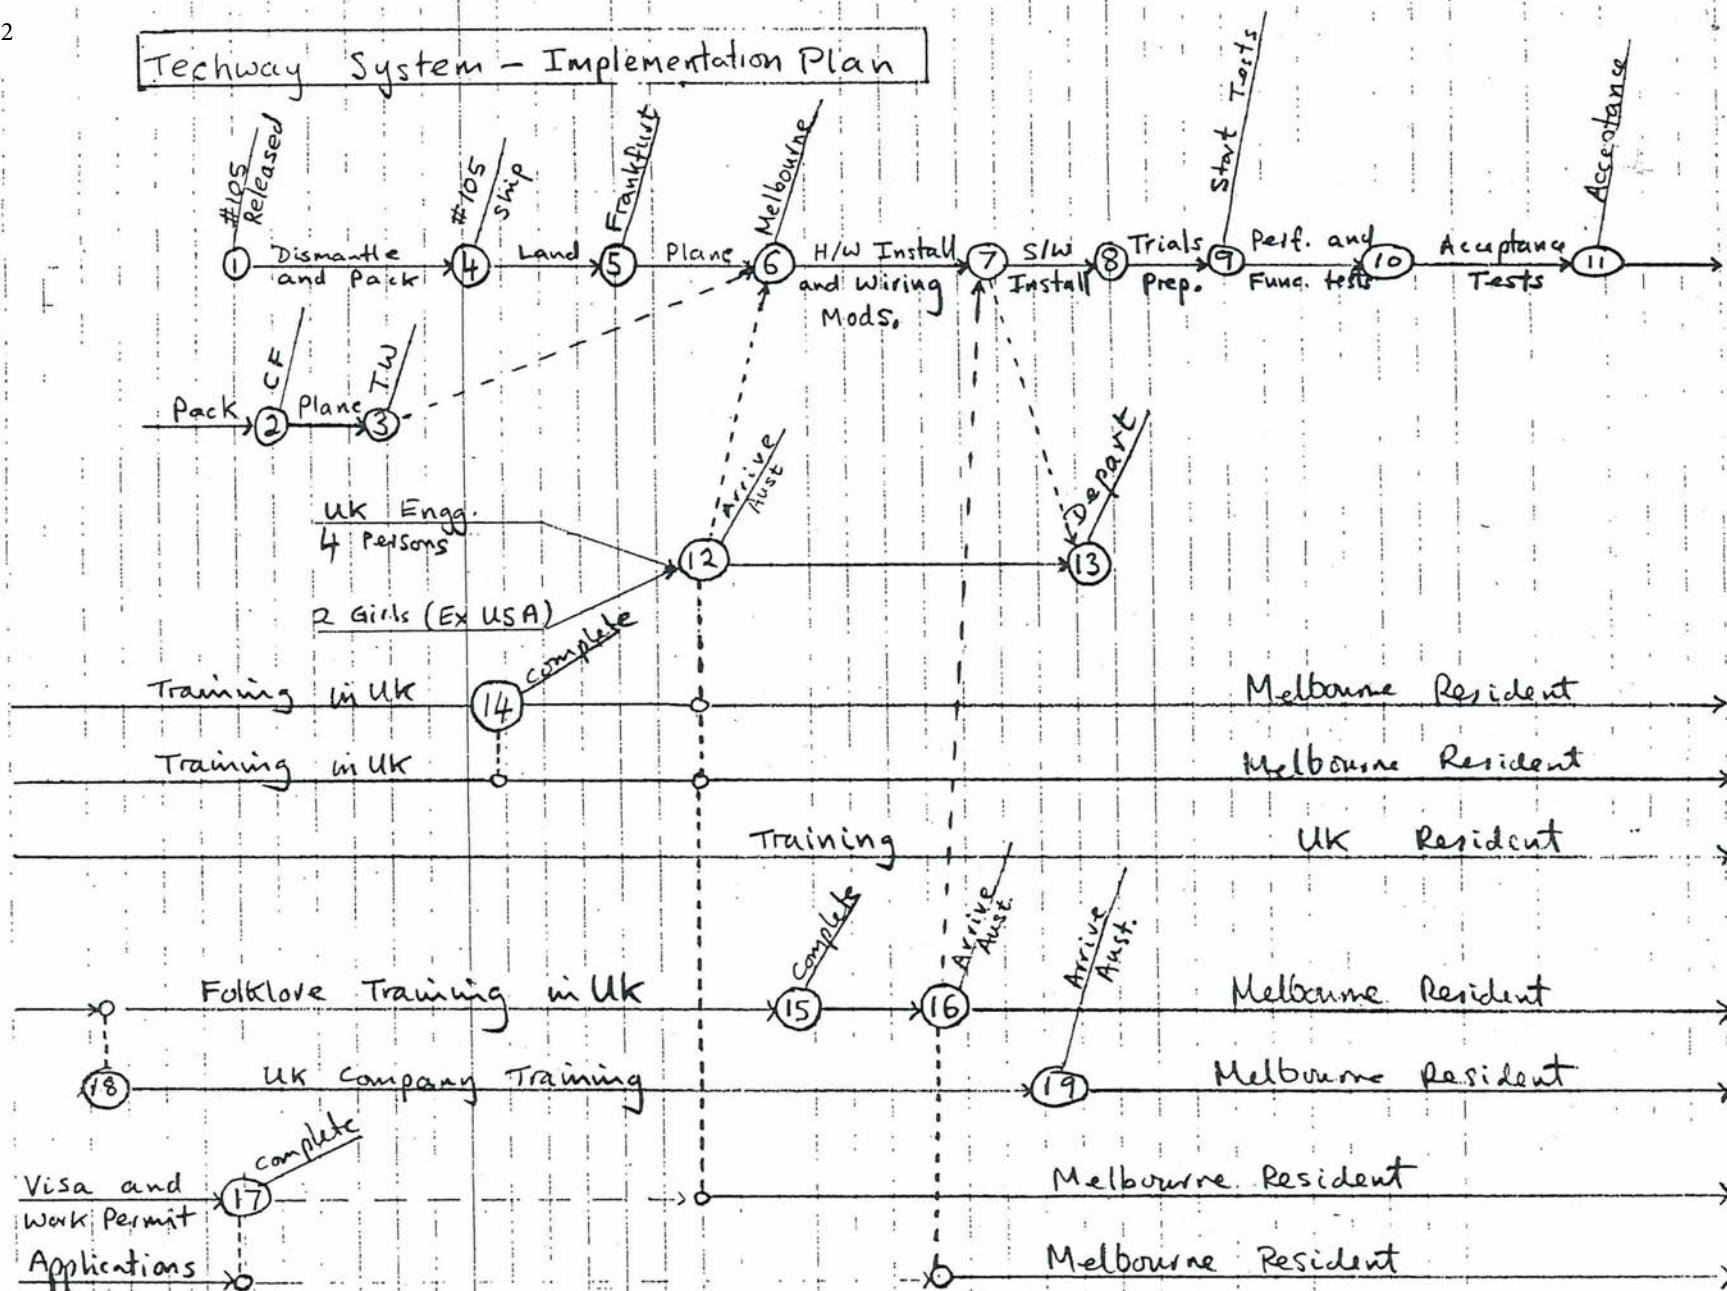 2
Techway System - Implementation Plan
#105
Released
#105
Ship
Frankfurt
Melbourne
Start Tests
Acceptance
1
Dismantle
and Pack
4
Land
5
Plane
6
H/W Install
and Wiring
Mods.
7
S/W
Install
8
Trials
Prep.
9
Perf. and
Func. tests
10
Acceptance
Tests
11
CF
TW
Pack
2
Plane
3
UK Engg.
4 Persons
2 Girls (Ex USA)
12
Arrive
Aust
13
Depart
Training in UK
14
complete
Melbourne Resident
Training in UK
Melbourne Resident
Training
UK Resident
Folklore Training in UK
15
Complete
16
Arrive
Aust.
Melbourne Resident
18
UK Company Training
19
Arrive
Aust.
Melbourne Resident
Visa and
Work Permit
Applications
17
complete
Melbourne Resident
Melbourne Resident